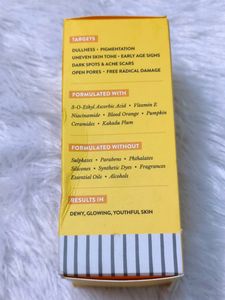 TARGETS
DULLNESS • PIGMENTATION
UNEVEN SKIN TONE • EARLY AGE SIGNS
DARK SPOTS & ACNE SCARS
OPEN PORES • FREE RADICAL DAMAGE
FORMULATED WITH
3-O-Ethyl Ascorbic Acid • Vitamin E
Niacinamide • Blood Orange • Pumpkin
Ceramides • Kakadu Plum
FORMULATED WITHOUT
Sulphates • Parabens • Phthalates
Silicones • Synthetic Dyes • Fragrances
Essential Oils • Alcohols
RESULTS IN
DEWY, GLOWING, YOUTHFUL SKIN